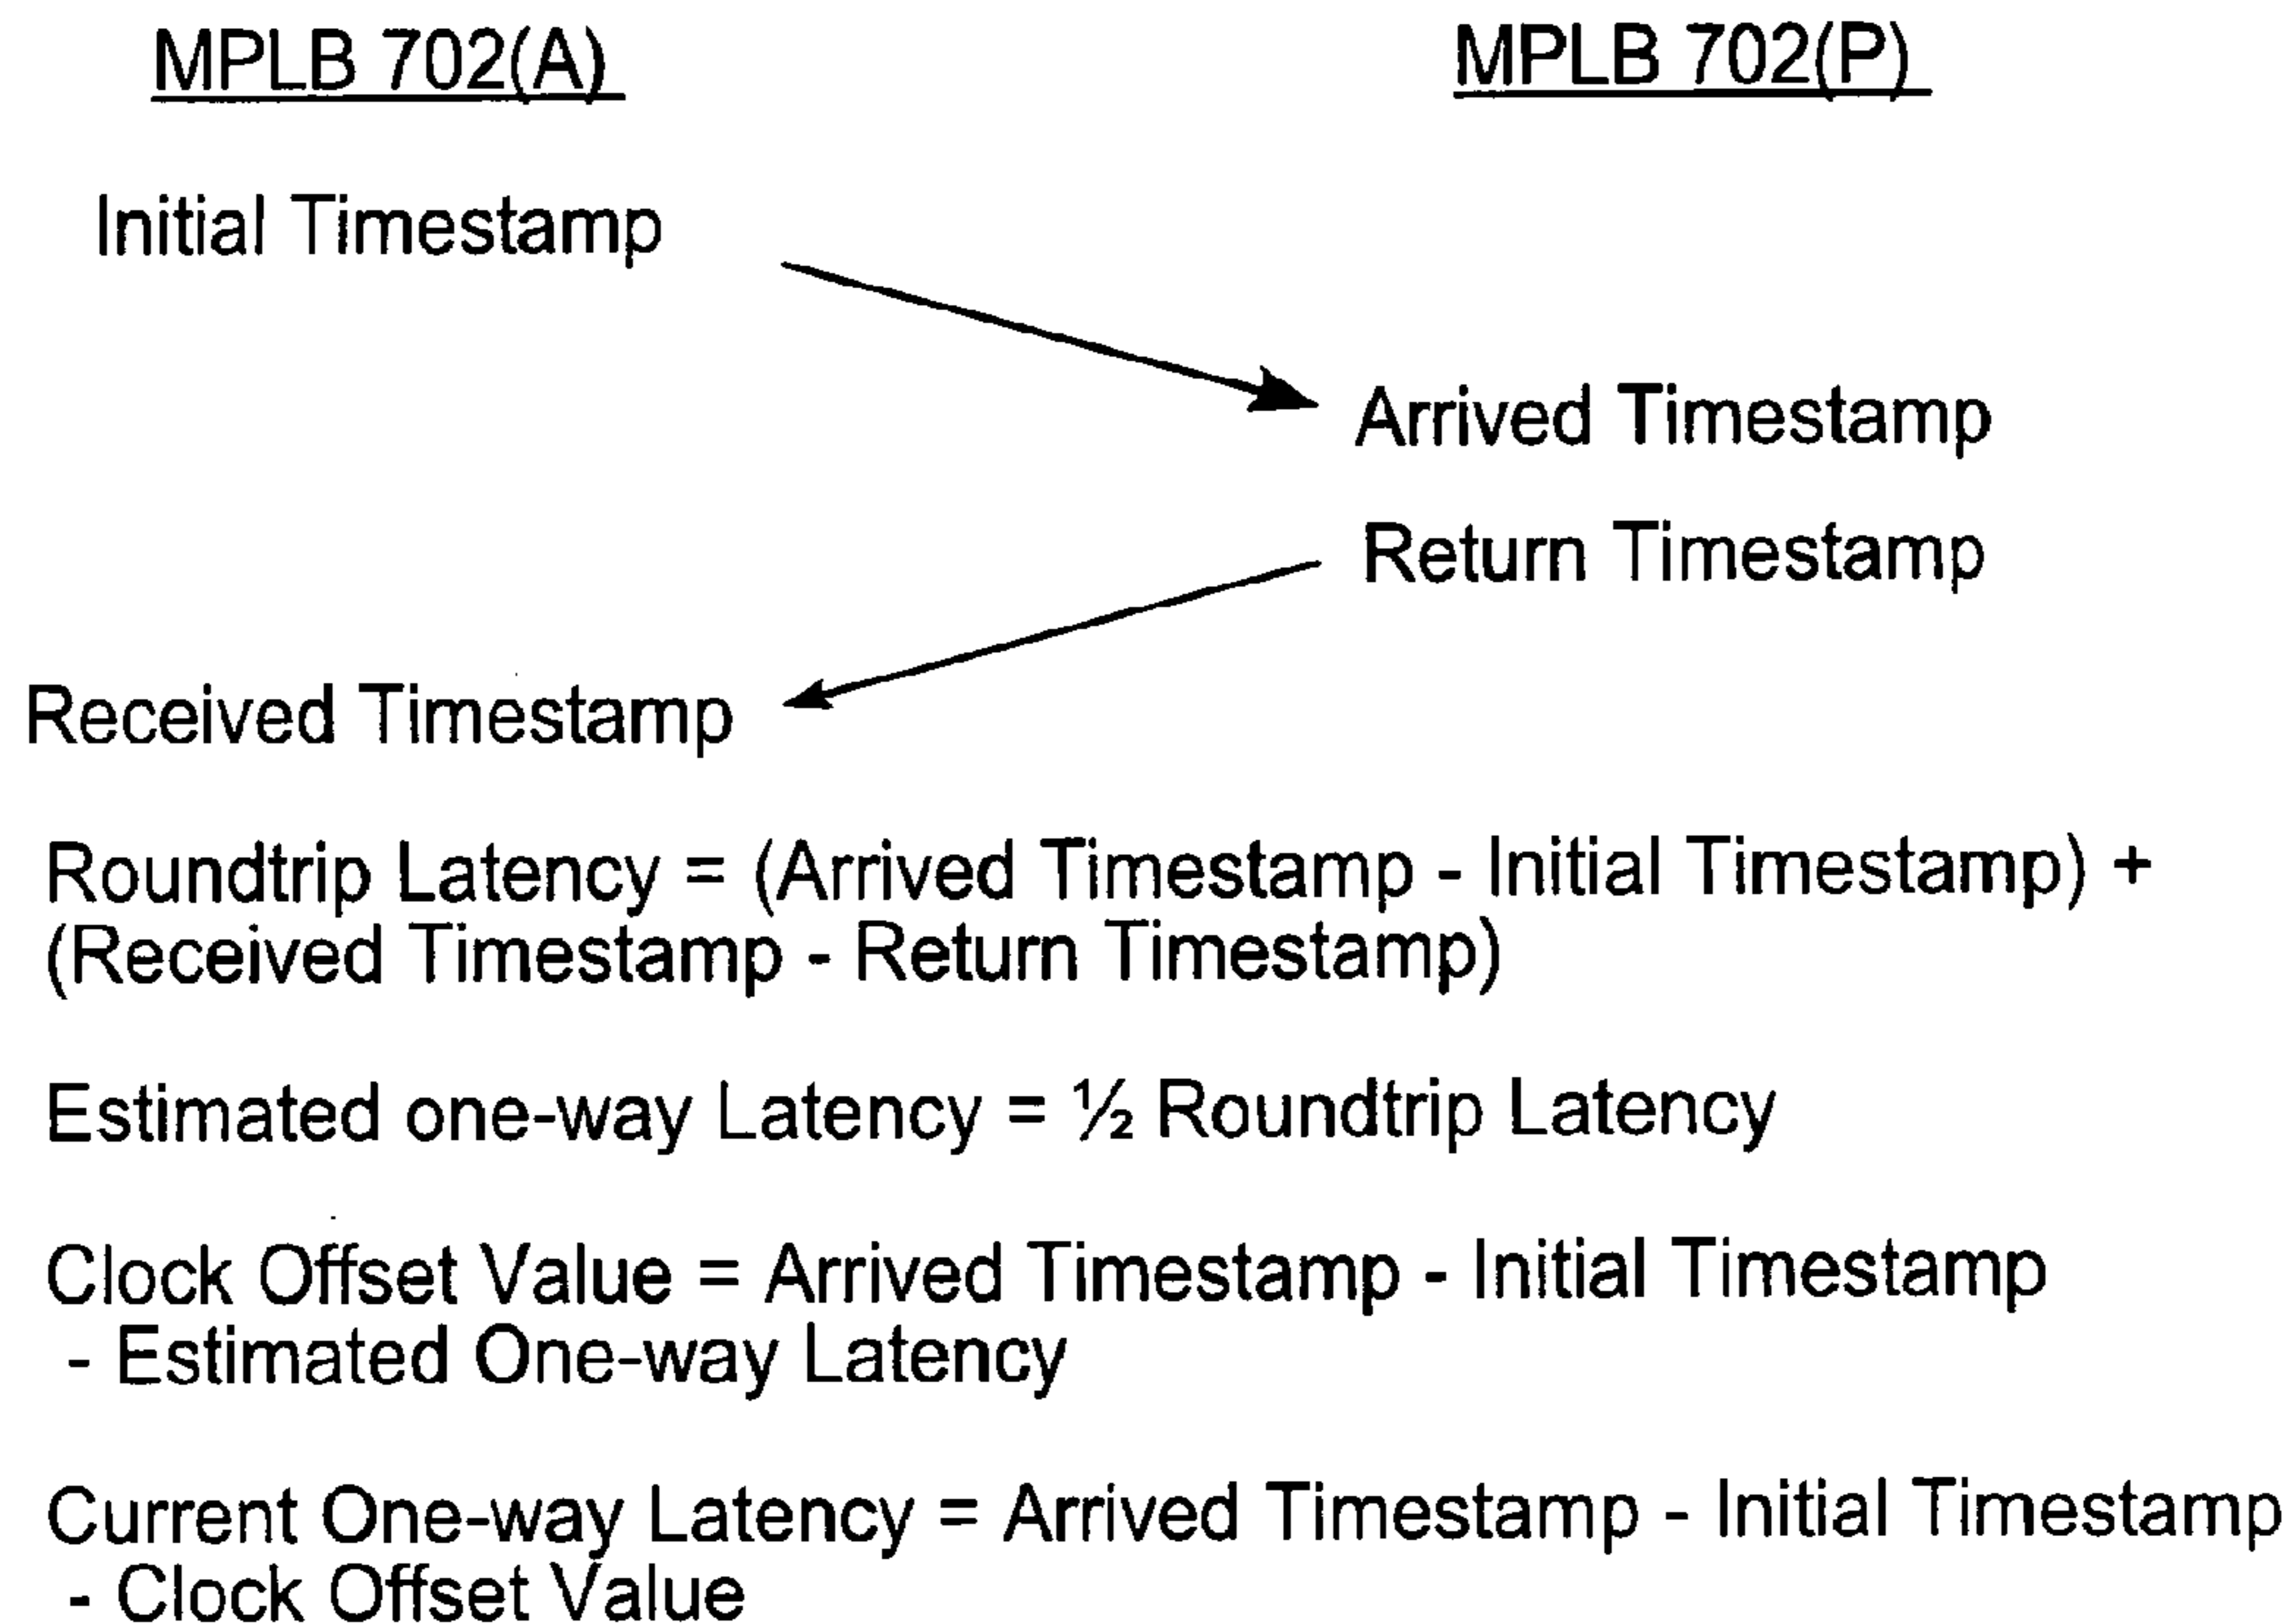 MPLB 702(A)
MPLB 702(P)
Initial Timestamp
Arrived Timestamp
Return Timestamp
Received Timestamp
Roundtrip Latency = (Arrived Timestamp - Initial Timestamp) +
(Received Timestamp - Return Timestamp)
Estimated one-way Latency = ½ Roundtrip Latency
Clock Offset Value = Arrived Timestamp - Initial Timestamp
- Estimated One-way Latency
Current One-way Latency = Arrived Timestamp - Initial Timestamp
- Clock Offset Value